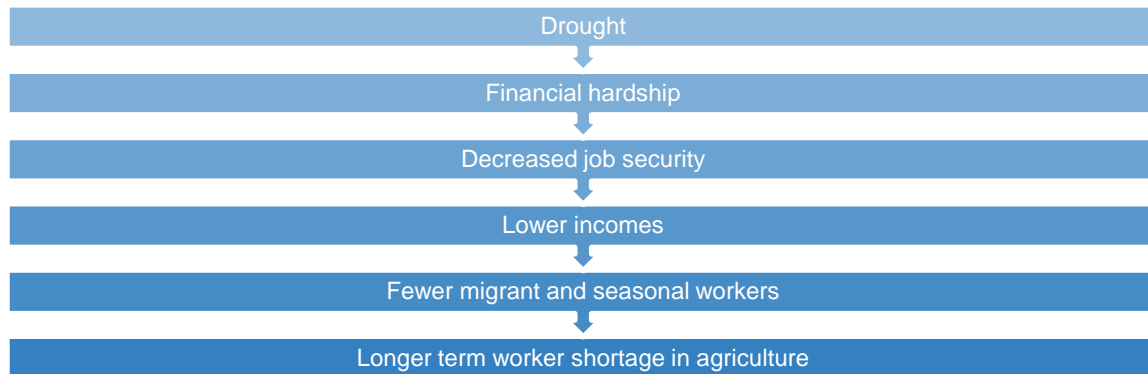 Drought
Financial hardship
Decreased job security
Lower incomes
Fewer migrant and seasonal workers
Longer term worker shortage in agriculture